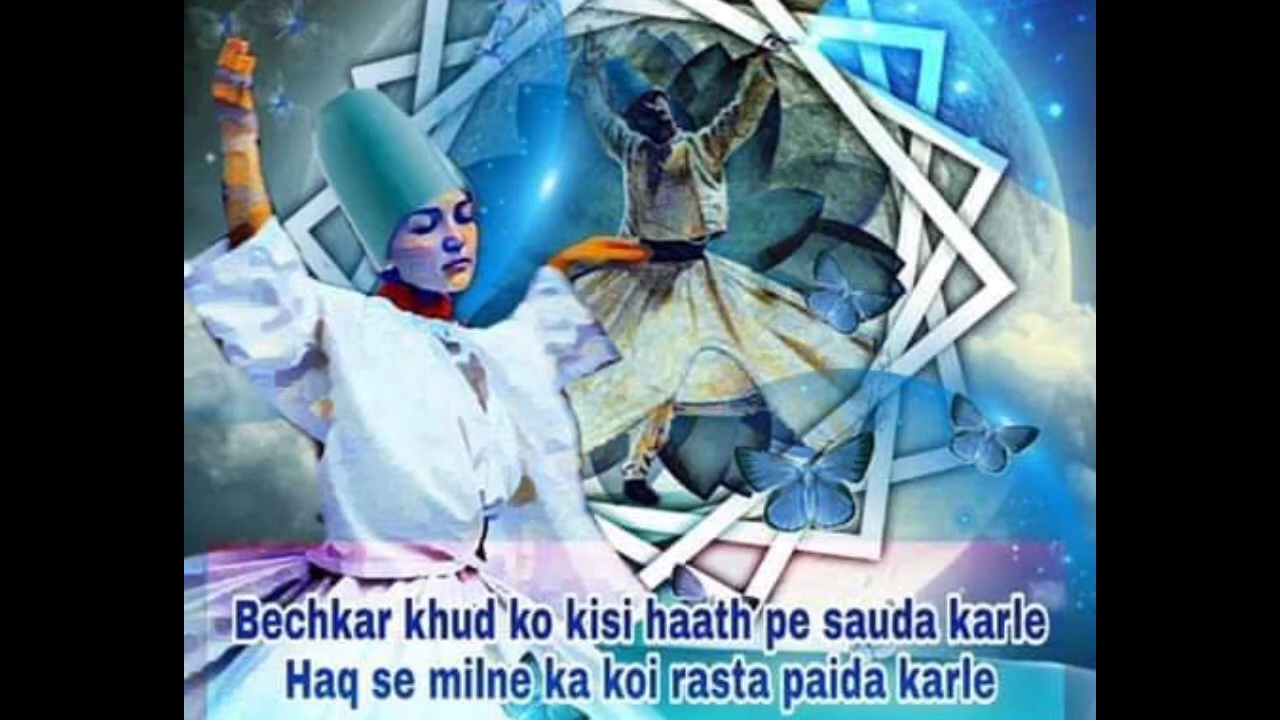 Bechkar khud ko kisi haath pe sauda karle
Haq se milne ka koi rasta paida karle